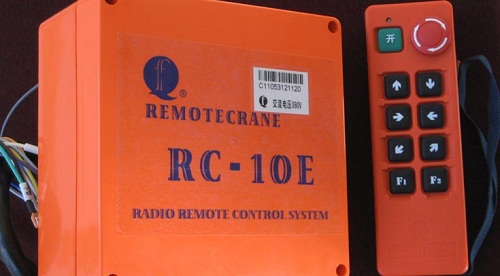 C11053121120
交流电压380V
®
REMOTECRANE
RC-10E
RADIO REMOTE CONTROL SYSTEM
开
F1 F2